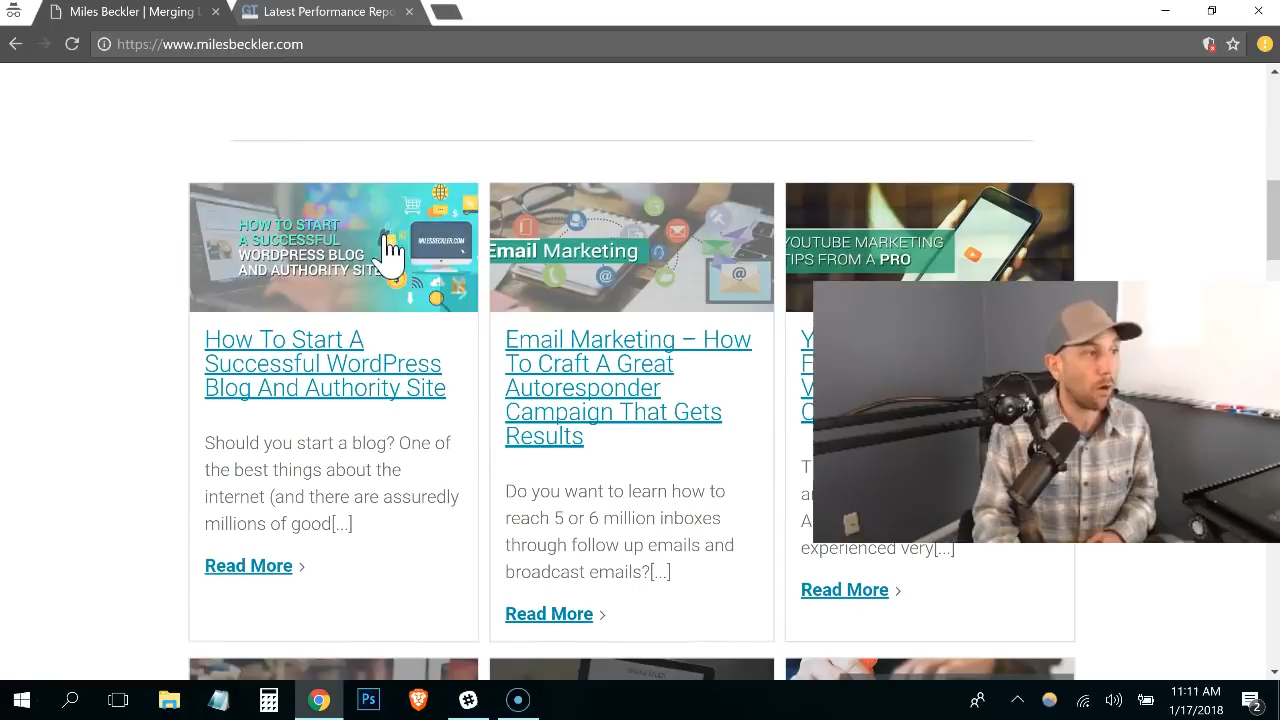 Miles Beckler | Merging L
Latest Performance Repo
https://www.milesbeckler.com
HOW TO START
A SUCCESSFUL
WORDPRESS BLOG
AND AUTHORITY SITE
MILESBECKLER.COM
Email Marketing
YOUTUBE MARKETING
TIPS FROM A PRO
How To Start A
Successful WordPress
Blog And Authority Site
Should you start a blog? One of
the best things about the
internet (and there are assuredly
millions of good[...]
Read More
Email Marketing – How
To Craft A Great
Autoresponder
Campaign That Gets
Results
Do you want to learn how to
reach 5 or 6 million inboxes
through follow up emails and
broadcast emails?[...]
Read More
experienced very[...]
Read More
11:11 AM
1/17/2018
2